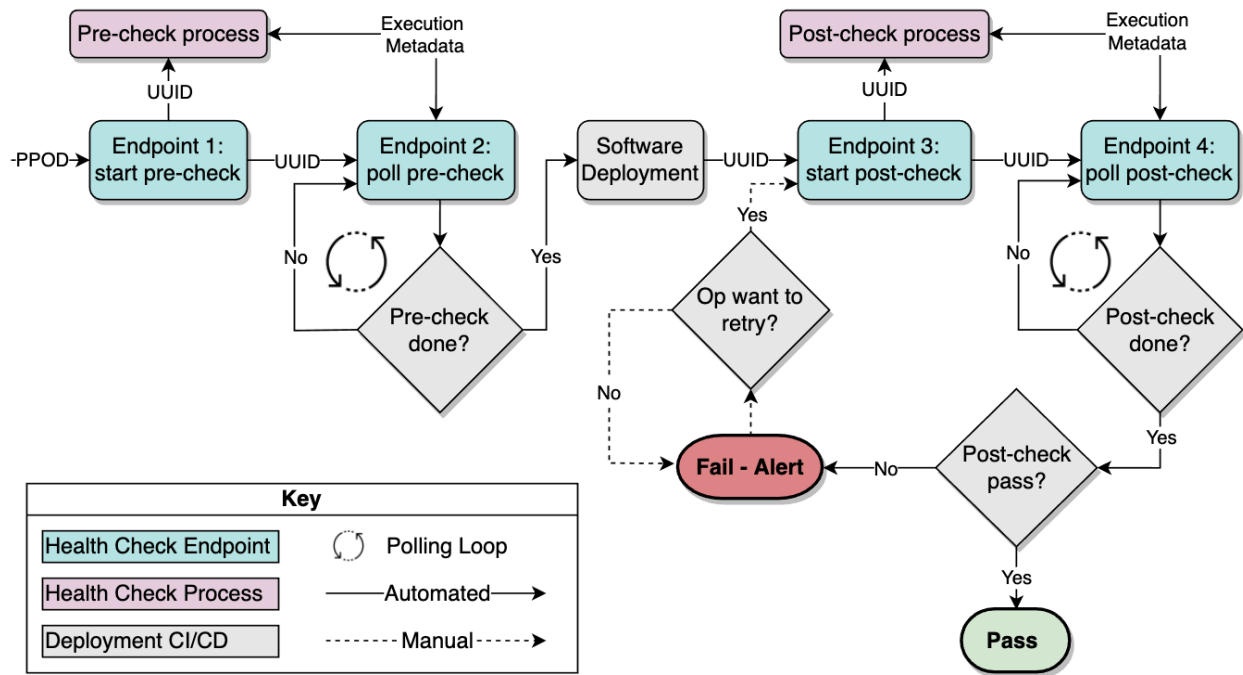 Pre-check process
Execution
Metadata
Post-check process
Execution
Metadata
UUID
UUID
-PPOD
Endpoint 1:
start pre-check
UUID
Endpoint 2:
poll pre-check
Software
Deployment
UUID
Endpoint 3:
start post-check
UUID
Endpoint 4:
poll post-check
No
Yes
Yes
No
Pre-check
done?
Op want to
retry?
Post-check
done?
No
Yes
Fail - Alert
No
Post-check
pass?
Yes
Pass
Key
Health Check Endpoint
Polling Loop
Health Check Process
Automated
Deployment CI/CD
Manual